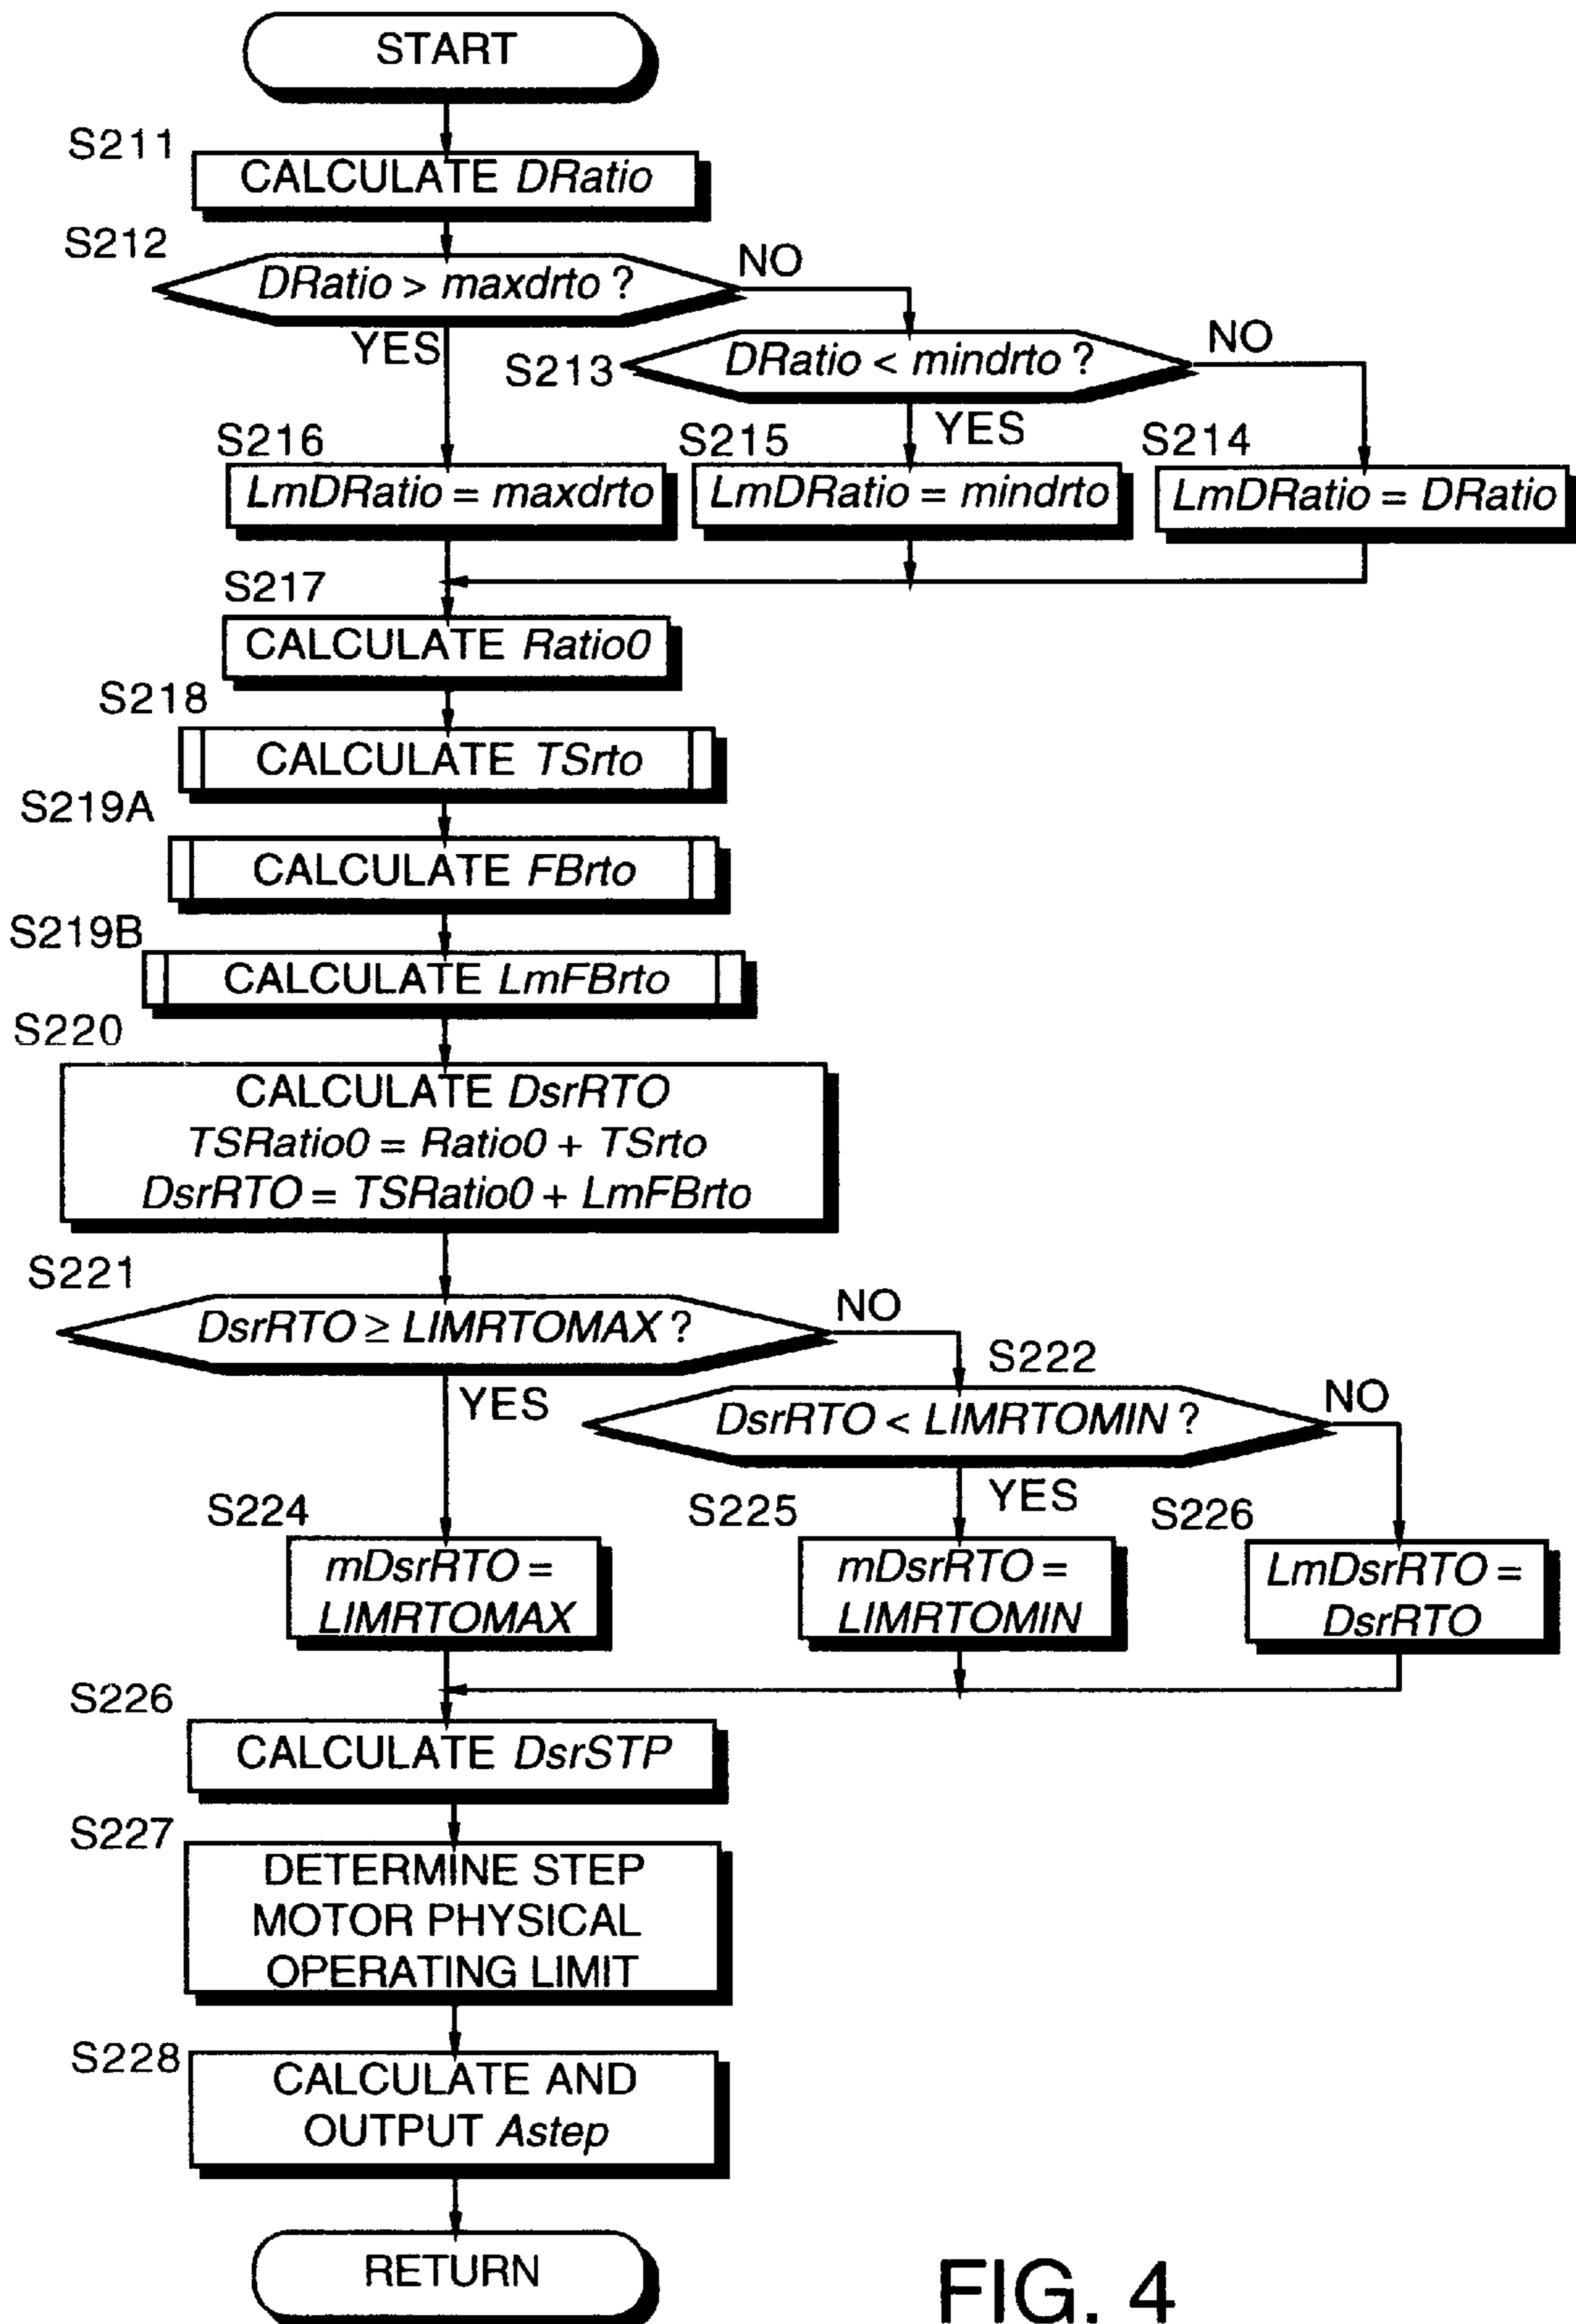 START
S211
CALCULATE DRatio
S212
DRatio > maxdrto ?
NO
YES
S213
DRatio < mindrto ?
NO
YES
S216
LmDRatio = maxdrto
S215
LmDRatio = mindrto
S214
LmDRatio = DRatio
S217
CALCULATE Ratio0
S218
CALCULATE TSrto
S219A
CALCULATE FBrto
S219B
CALCULATE LmFBrto
S220
CALCULATE DsrRTO
TSRatio0 = Ratio0 + TSrto
DsrRTO = TSRatio0 + LmFBrto
S221
DsrRTO ≥ LIMRTOMAX ?
NO
YES
S222
DsrRTO < LIMRTOMIN ?
NO
YES
S224
mDsrRTO =
LIMRTOMAX
S225
mDsrRTO =
LIMRTOMIN
S226
LmDsrRTO =
DsrRTO
S226
CALCULATE DsrSTP
S227
DETERMINE STEP
MOTOR PHYSICAL
OPERATING LIMIT
S228
CALCULATE AND
OUTPUT Astep
RETURN
FIG. 4